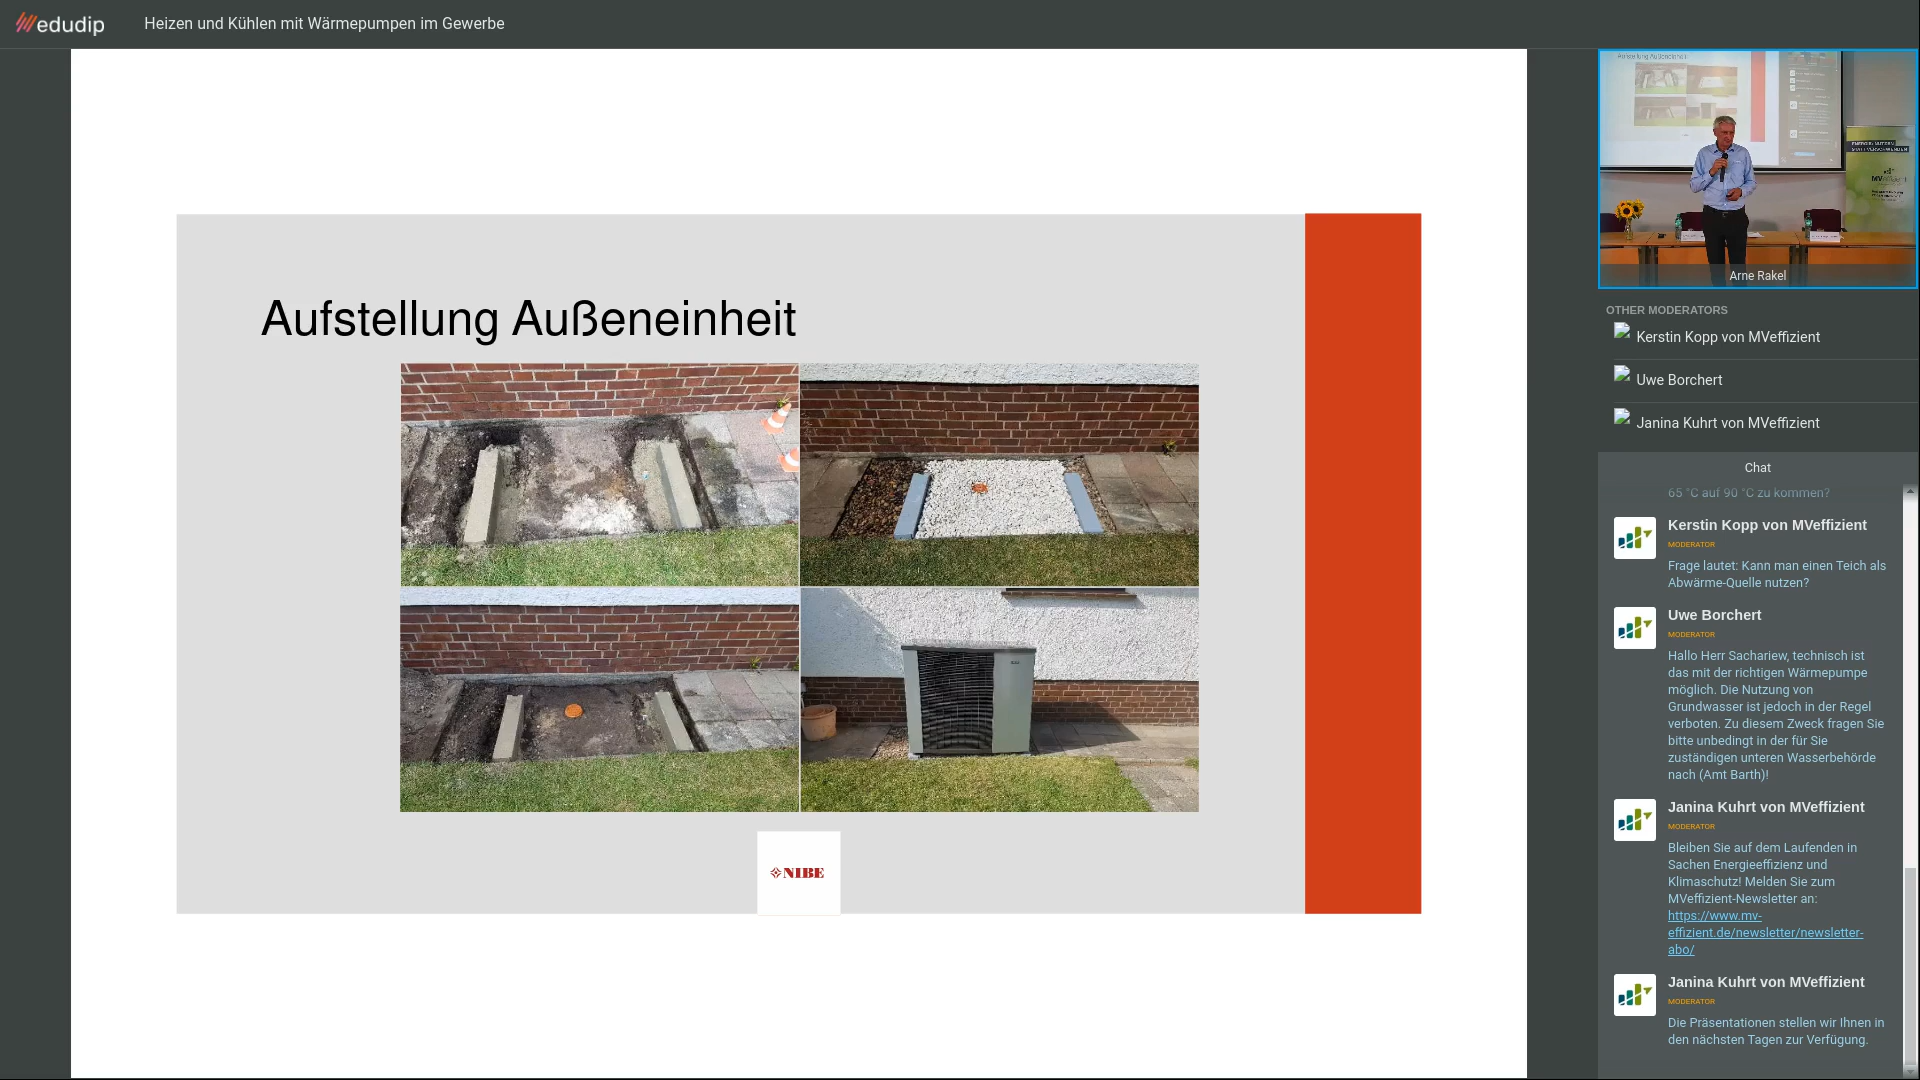 edudip
Heizen und Kühlen mit Wärmepumpen im Gewerbe
Aufstellung Außeneinheit
NIBE
Aufstellung Außeneinheit
Arne Rakel
OTHER MODERATORS
Kerstin Kopp von MVeffizient
Uwe Borchert
Janina Kuhrt von MVeffizient
Chat
65 °C auf 90 °C zu kommen?
Kerstin Kopp von MVeffizient
MODERATOR
Frage lautet: Kann man einen Teich als
Abwärme-Quelle nutzen?
Uwe Borchert
MODERATOR
Hallo Herr Sachariew, technisch ist
das mit der richtigen Wärmepumpe
möglich. Die Nutzung von
Grundwasser ist jedoch in der Regel
verboten. Zu diesem Zweck fragen Sie
bitte unbedingt in der für Sie
zuständigen unteren Wasserbehörde
nach (Amt Barth)!
Janina Kuhrt von MVeffizient
MODERATOR
Bleiben Sie auf dem Laufenden in
Sachen Energieeffizienz und
Klimaschutz! Melden Sie zum
MVeffizient-Newsletter an:
https://www.mv-
effizient.de/newsletter/newsletter-
abo/
Janina Kuhrt von MVeffizient
MODERATOR
Die Präsentationen stellen wir Ihnen in
den nächsten Tagen zur Verfügung.